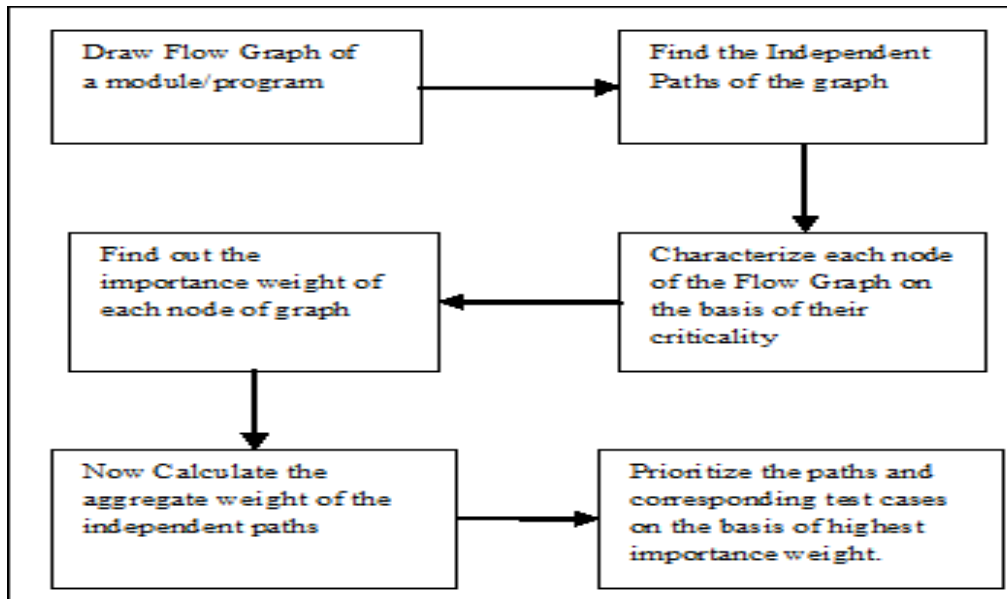 Draw Flow Graph of
a module/program
Find the Independent
Paths of the graph
Characterize each node
of the Flow Graph on
the basis of their
criticality
Find out the
importance weight of
each node of graph
Now Calculate the
aggregate weight of the
independent paths
Prioritize the paths and
corresponding test cases
on the basis of highest
importance weight.